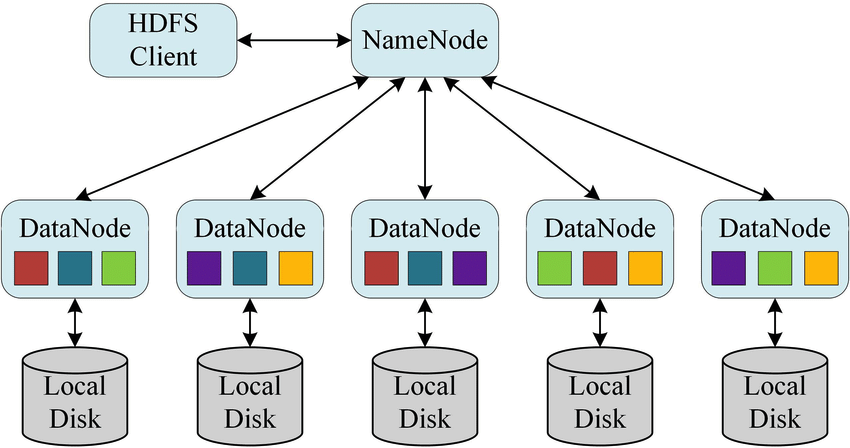 HDFS
Client
NameNode
DataNode
DataNode
DataNode
DataNode
DataNode
Local
Disk
Local
Disk
Local
Disk
Local
Disk
Local
Disk